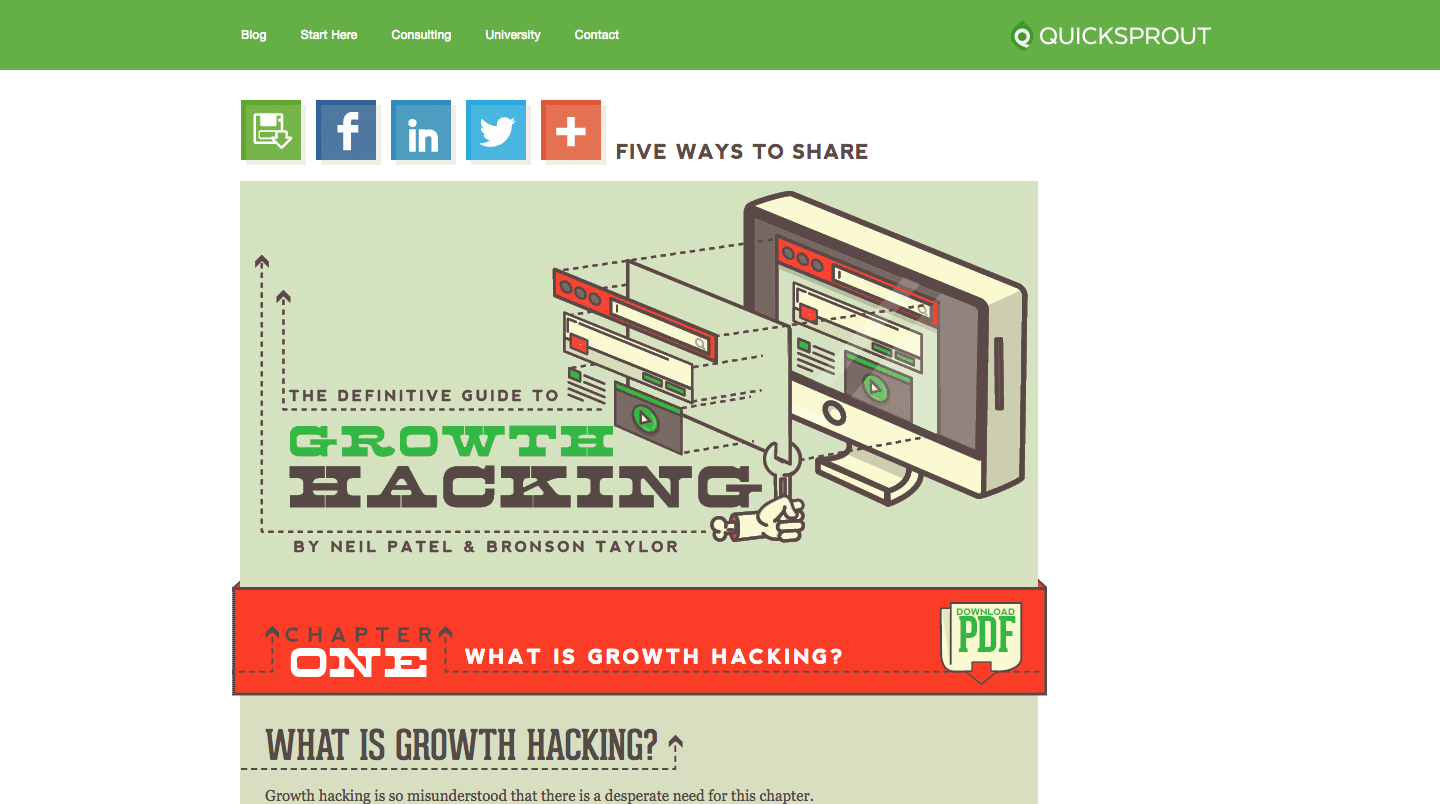 Blog Start Here Consulting University Contact QUICKSPROUT
FIVE WAYS TO SHARE
THE DEFINITIVE GUIDE TO
GROWTH
HACKING
BY NEIL PATEL & BRONSON TAYLOR
CHAPTER
ONE
WHAT IS GROWTH HACKING?
DOWNLOAD
PDF
WHAT IS GROWTH HACKING?
Growth hacking is so misunderstood that there is a desperate need for this chapter.